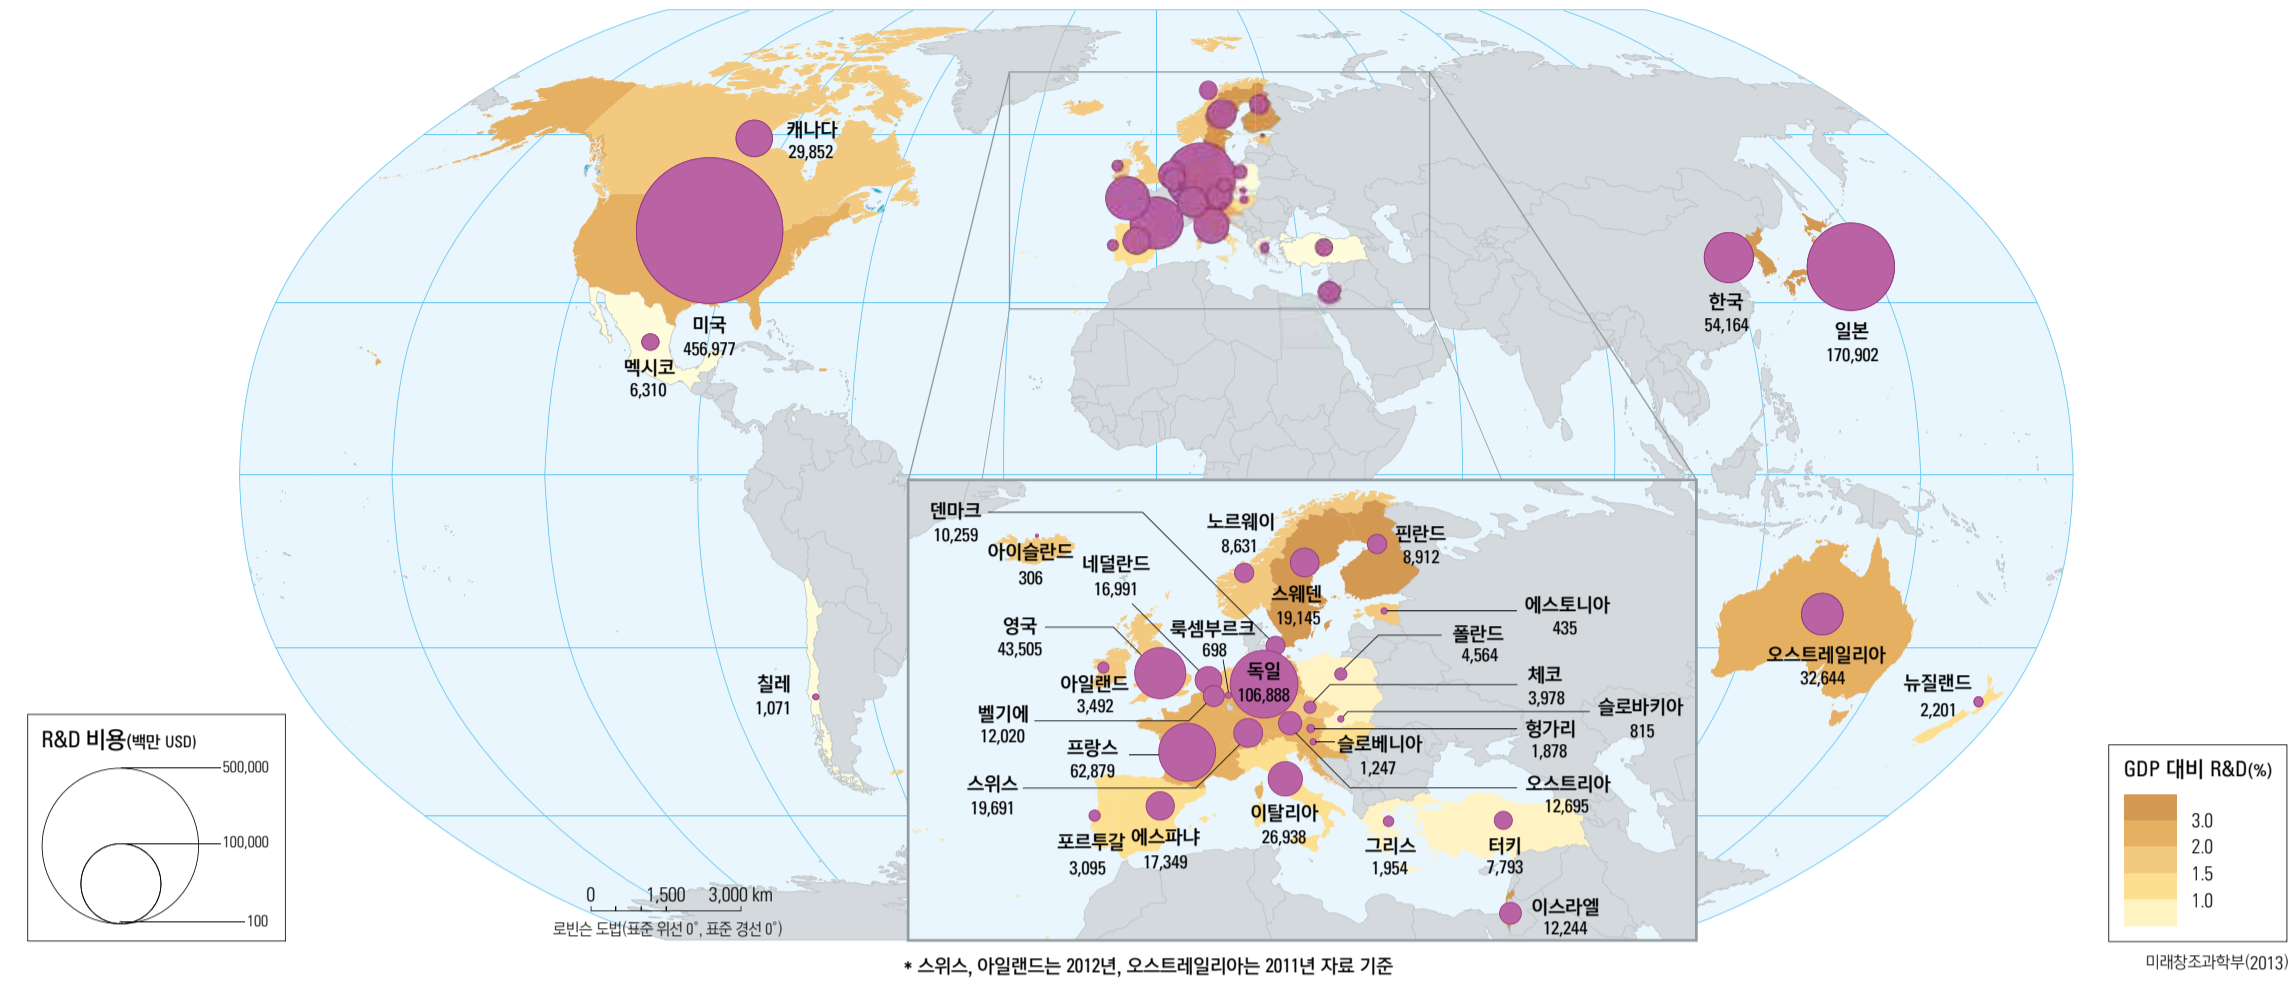 캐나다
29,852
미국
456,977
멕시코
6,310
한국
54,164
일본
170,902
칠레
1,071
오스트레일리아
32,644
뉴질랜드
2,201
덴마크
10,259
아이슬란드
306
네덜란드
16,991
노르웨이
8,631
핀란드
8,912
스웨덴
19,145
에스토니아
435
영국
43,505
룩셈부르크
698
폴란드
4,564
독일
106,888
체코
3,978
아일랜드
3,492
슬로바키아
815
벨기에
12,020
헝가리
1,878
프랑스
62,879
슬로베니아
1,247
스위스
19,691
오스트리아
12,695
이탈리아
26,938
포르투갈
3,095
에스파냐
17,349
그리스
1,954
터키
7,793
이스라엘
12,244
R&D 비용(백만 USD)
500,000
100,000
100
0 1,500 3,000 km
로빈슨 도법(표준 위선 0°, 표준 경선 0°)
GDP 대비 R&D(%)
3.0
2.0
1.5
1.0
미래창조과학부(2013)
* 스위스, 아일랜드는 2012년, 오스트레일리아는 2011년 자료 기준